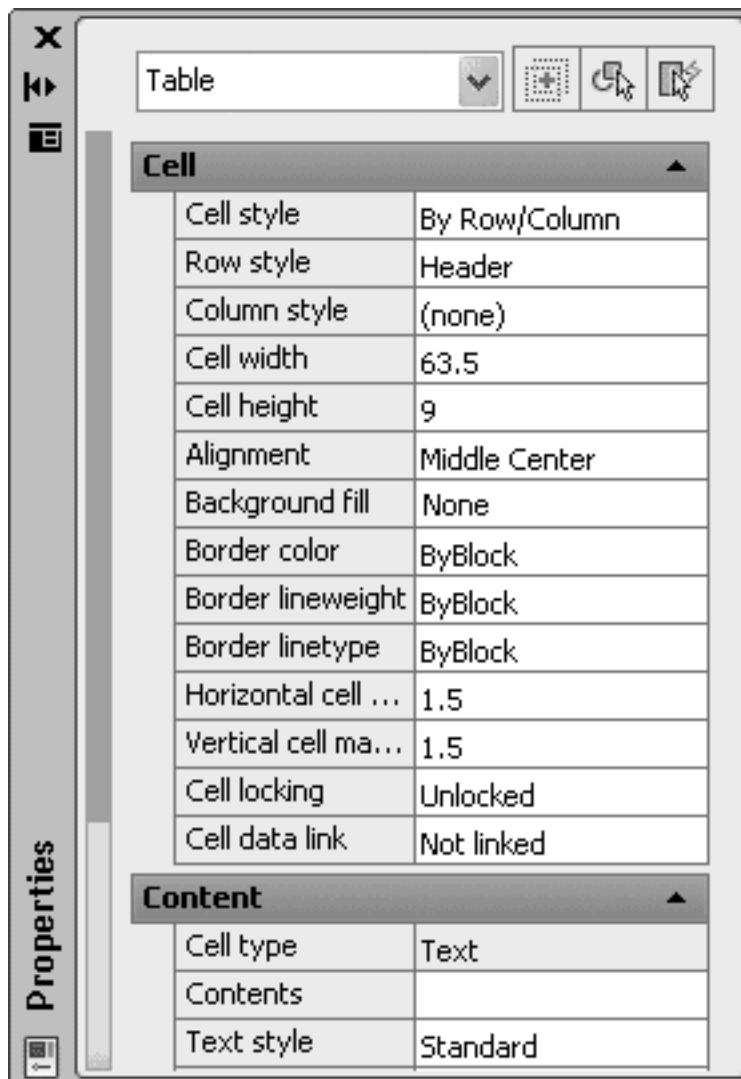 Table
Cell
Cell style By Row/Column
Row style Header
Column style (none)
Cell width 63.5
Cell height 9
Alignment Middle Center
Background fill None
Border color ByBlock
Border lineweight ByBlock
Border linetype ByBlock
Horizontal cell ... 1.5
Vertical cell ma... 1.5
Cell locking Unlocked
Cell data link Not linked
Content
Cell type Text
Contents
Text style Standard
Properties